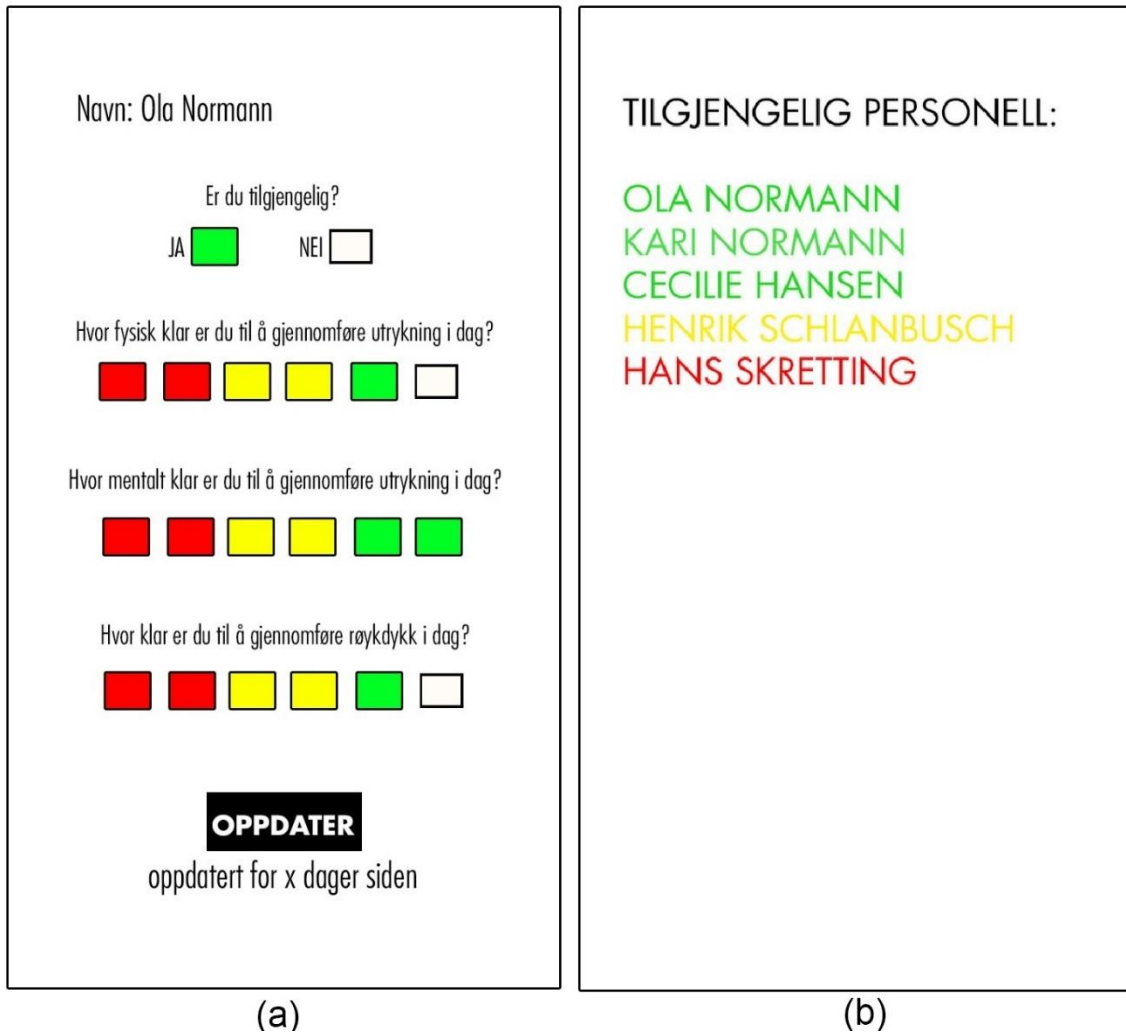 Navn: Ola Normann
Er du tilgjengelig?
JA NEI
Hvor fysisk klar er du til å gjennomføre utrykning i dag?
Hvor mentalt klar er du til å gjennomføre utrykning i dag?
Hvor klar er du til å gjennomføre røykdykk i dag?
OPPDATER
oppdatert for x dager siden
(a)
TILGJENGELIG PERSONELL:
OLA NORMANN
KARI NORMANN
CECILIE HANSEN
HENRIK SCHLANBUSCH
HANS SKRETTING
(b)